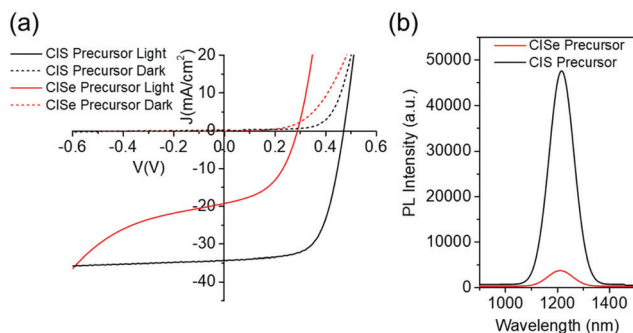 (a)
CIS Precursor Light
CIS Precursor Dark
CISe Precursor Light
CISe Precursor Dark
J(mA/cm²)
20
10
0
-10
-20
-30
-40
-0.6
-0.4
-0.2
0.0
0.2
0.4
0.6
V(V)
(b)
CISe Precursor
CIS Precursor
PL Intensity (a.u.)
50000
40000
30000
20000
10000
0
1000
1200
1400
Wavelength (nm)